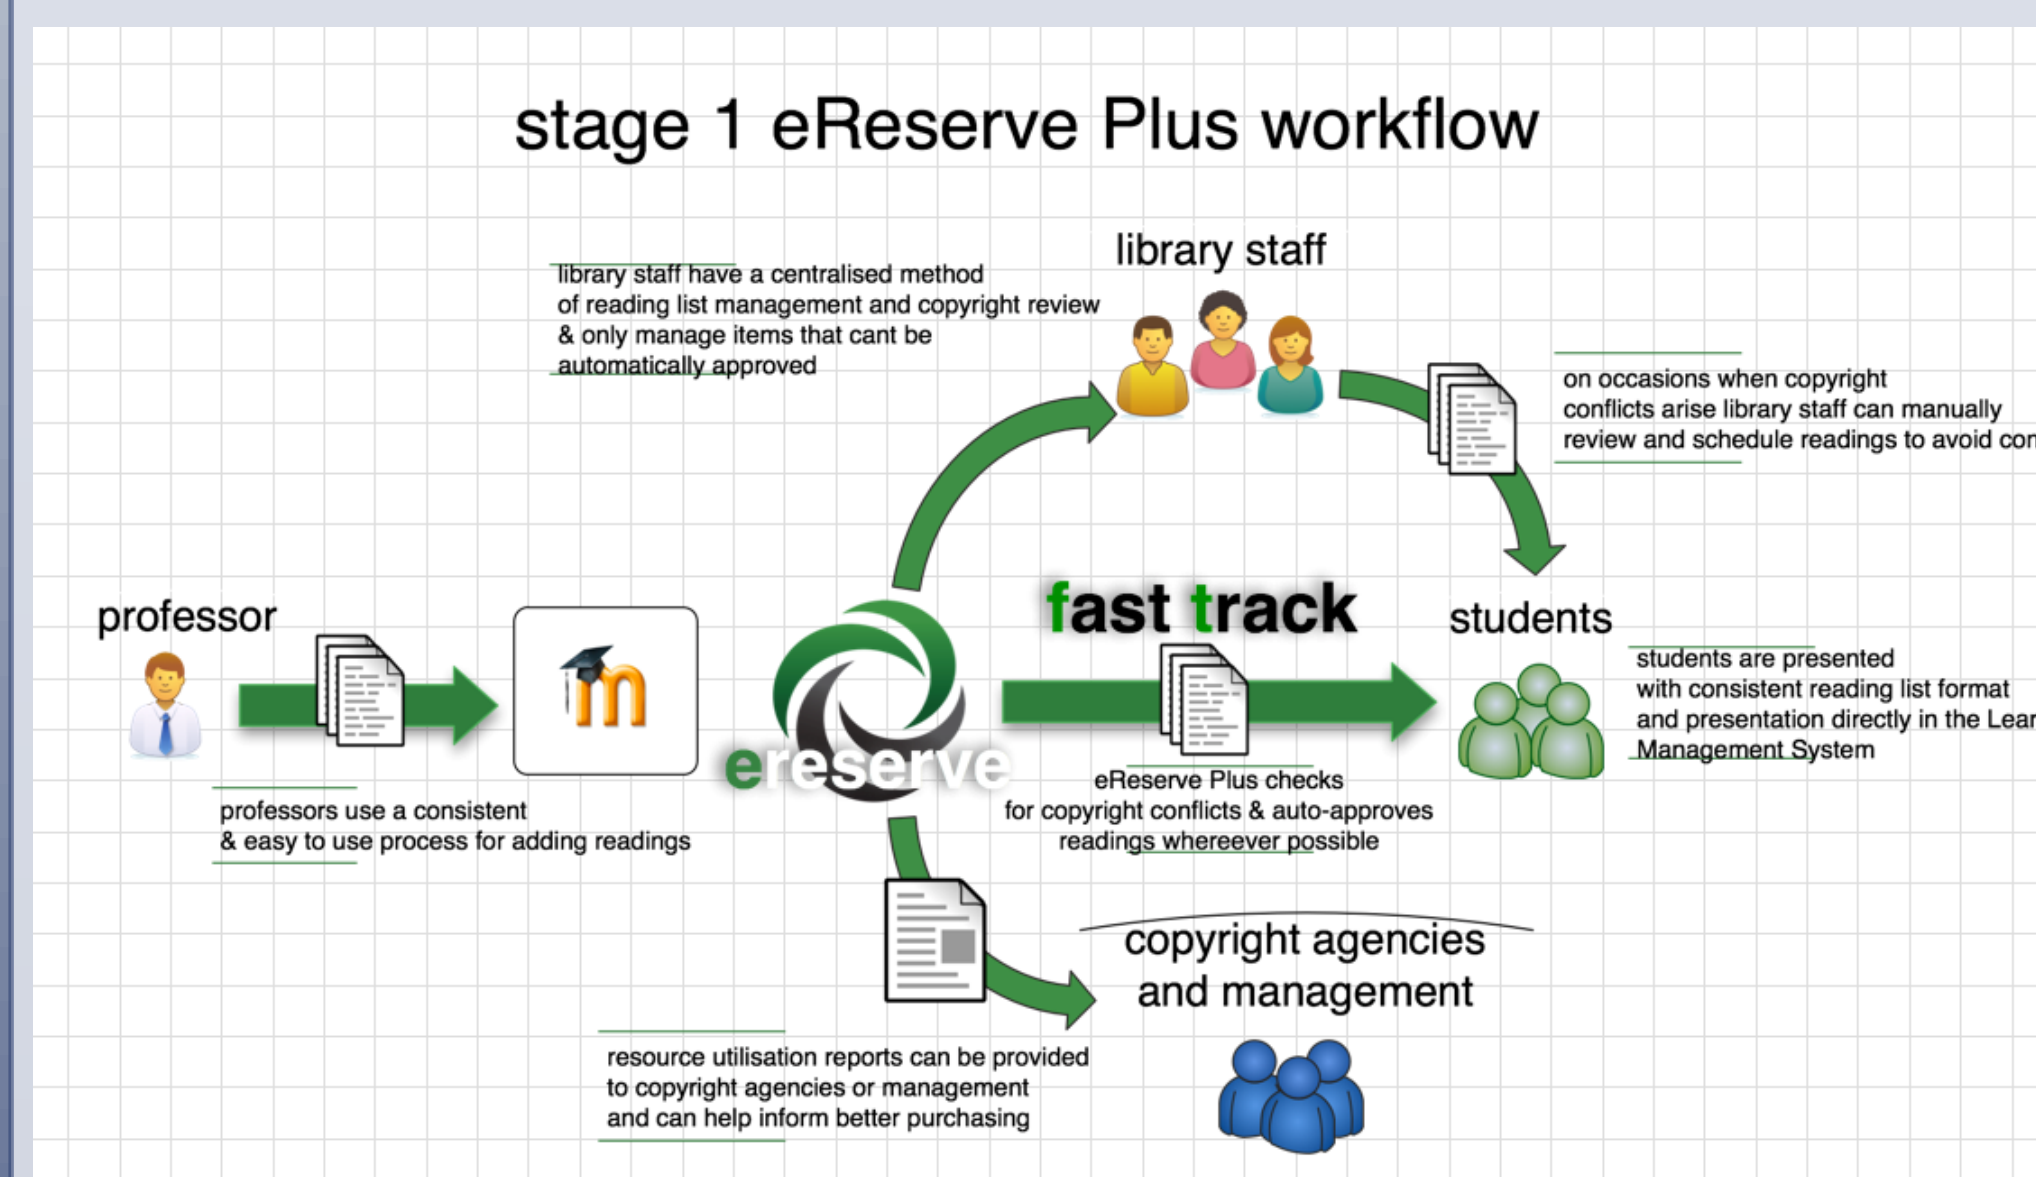 stage 1 eReserve Plus workflow
library staff
library staff have a centralised method
of reading list management and copyright review
& only manage items that cant be
automatically approved
on occasions when copyright
conflicts arise library staff can manually
review and schedule readings to avoid
professor
fast track
students
m
ereserve
students are presented
with consistent reading list format
and presentation directly in the
Management System
professors use a consistent
& easy to use process for adding readings
eReserve Plus checks
for copyright conflicts & auto-approves
readings whereever possible
copyright agencies
and management
resource utilisation reports can be provided
to copyright agencies or management
and can help inform better purchasing